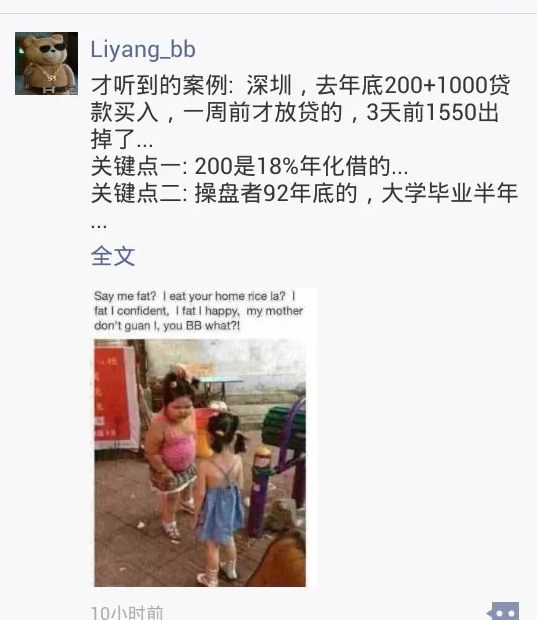 Liyang_bb
才听到的案例: 深圳，去年底200+1000贷
款买入，一周前才放贷的，3天前1550出
掉了...
关键点一: 200是18%年化借的...
关键点二: 操盘者92年底的，大学毕业半年
...
全文
Say me fat? I eat your home rice la? I
fat I confident, I fat I happy, my mother
don't guan I, you BB what?!
10小时前